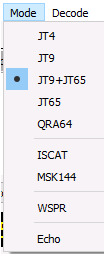 Mode Decode
JT4
JT9
JT9+JT65
JT65
QRA64
ISCAT
MSK144
WSPR
Echo